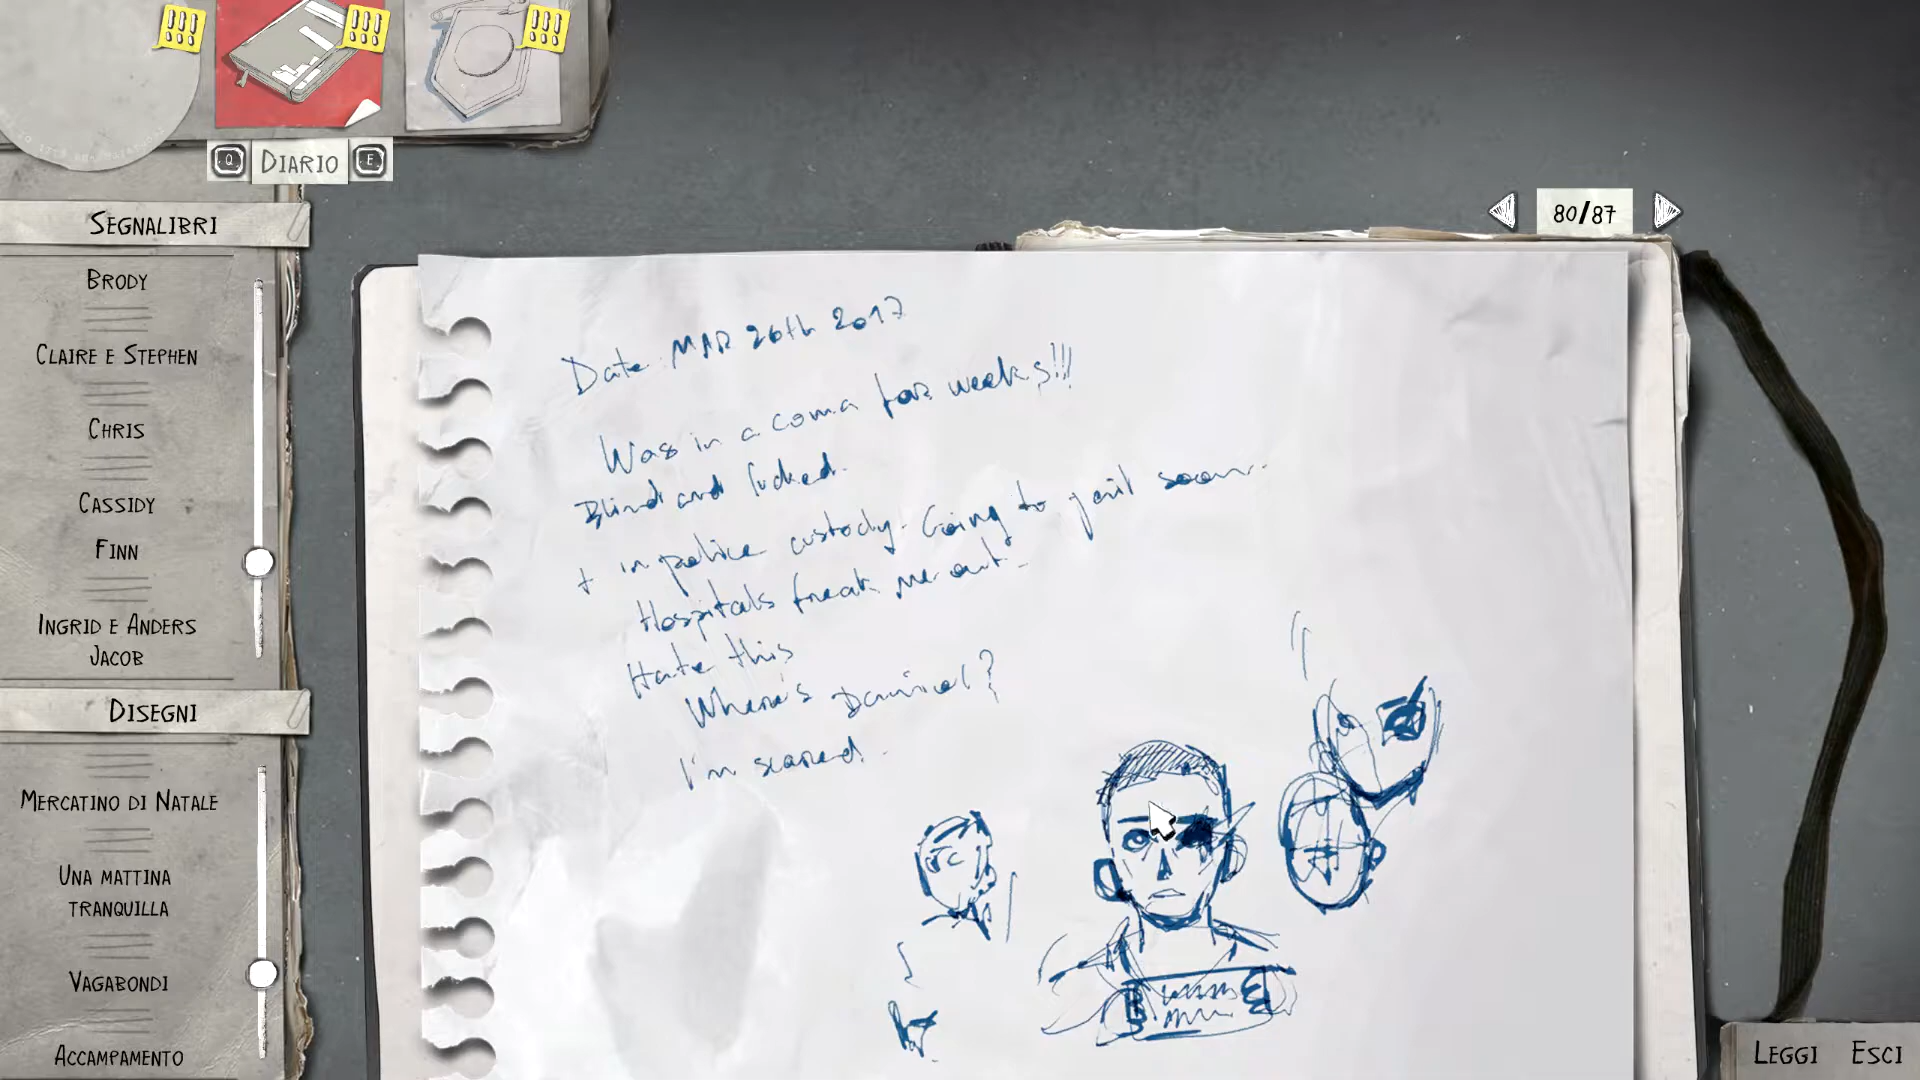 DIARIO
Q
E
SEGNALIBRI
BRODY
CLAIRE E STEPHEN
CHRIS
CASSIDY
FINN
INGRID E ANDERS
JACOB
DISEGNI
MERCATINO DI NATALE
UNA MATTINA
TRANQUILLA
VAGABONDI
ACCAMPAMENTO
80/87
Date MAR 26th 2017
Was in a coma for weeks!!!
Blind and fucked.
+ in police custody. Going to jail soon.
Hospitals freak me out.
Hate this
Where's Daniel?
I'm scared.
LEGGI
ESCI